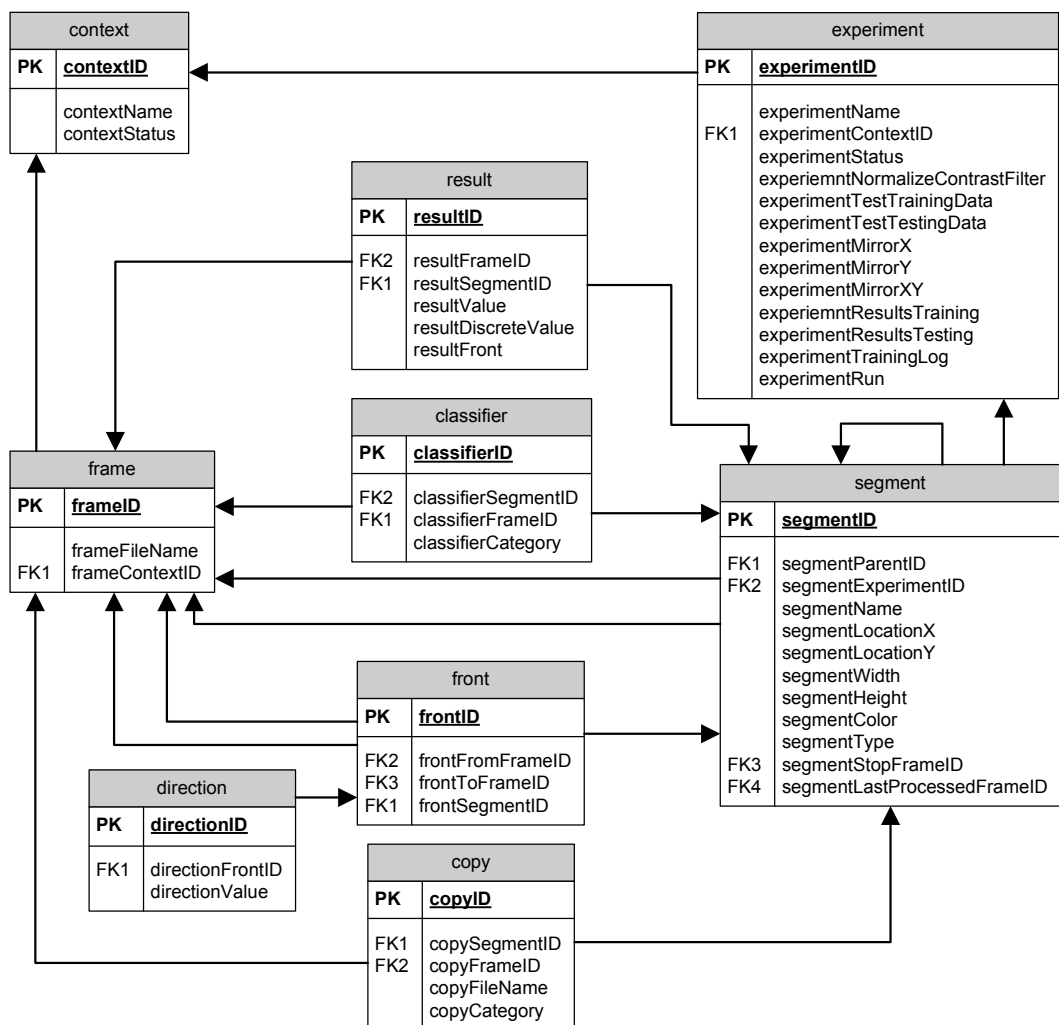 context
PK contextID
contextName
contextStatus
experiment
PK experimentID
experimentName
FK1 experimentContextID
experimentStatus
experiemntNormalizeContrastFilter
experimentTestTrainingData
experimentTestTestingData
experimentMirrorX
experimentMirrorY
experimentMirrorXY
experiemntResultsTraining
experimentResultsTesting
experimentTrainingLog
experimentRun
result
PK resultID
FK2 resultFrameID
FK1 resultSegmentID
resultValue
resultDiscreteValue
resultFront
classifier
PK classifierID
FK2 classifierSegmentID
FK1 classifierFrameID
classifierCategory
frame
PK frameID
frameFileName
FK1 frameContextID
segment
PK segmentID
FK1 segmentParentID
FK2 segmentExperimentID
segmentName
segmentLocationX
segmentLocationY
segmentWidth
segmentHeight
segmentColor
segmentType
FK3 segmentStopFrameID
FK4 segmentLastProcessedFrameID
front
PK frontID
FK2 frontFromFrameID
FK3 frontToFrameID
FK1 frontSegmentID
direction
PK directionID
FK1 directionFrontID
directionValue
copy
PK copyID
FK1 copySegmentID
FK2 copyFrameID
copyFileName
copyCategory